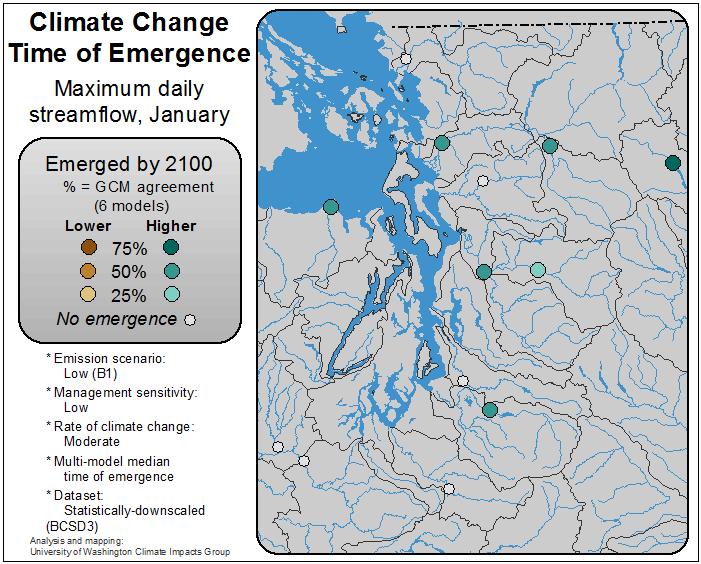 Climate Change
Time of Emergence
Maximum daily
streamflow, January
Emerged by 2100
% = GCM agreement
(6 models)
Lower Higher
75%
50%
25%
No emergence
* Emission scenario:
Low (B1)
* Management sensitivity:
Low
* Rate of climate change:
Moderate
* Multi-model median
time of emergence
* Dataset:
Statistically-downscaled
(BCSD3)
Analysis and mapping:
University of Washington Climate Impacts Group